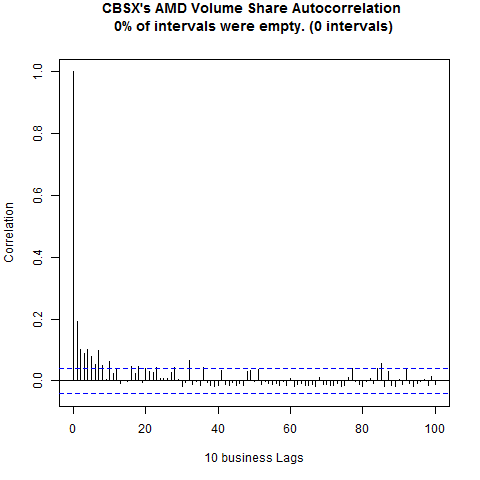 CBSX's AMD Volume Share Autocorrelation
0% of intervals were empty. (0 intervals)
1.0
0.8
0.6
0.4
0.2
0.0
Correlation
0 20 40 60 80 100
10 business Lags